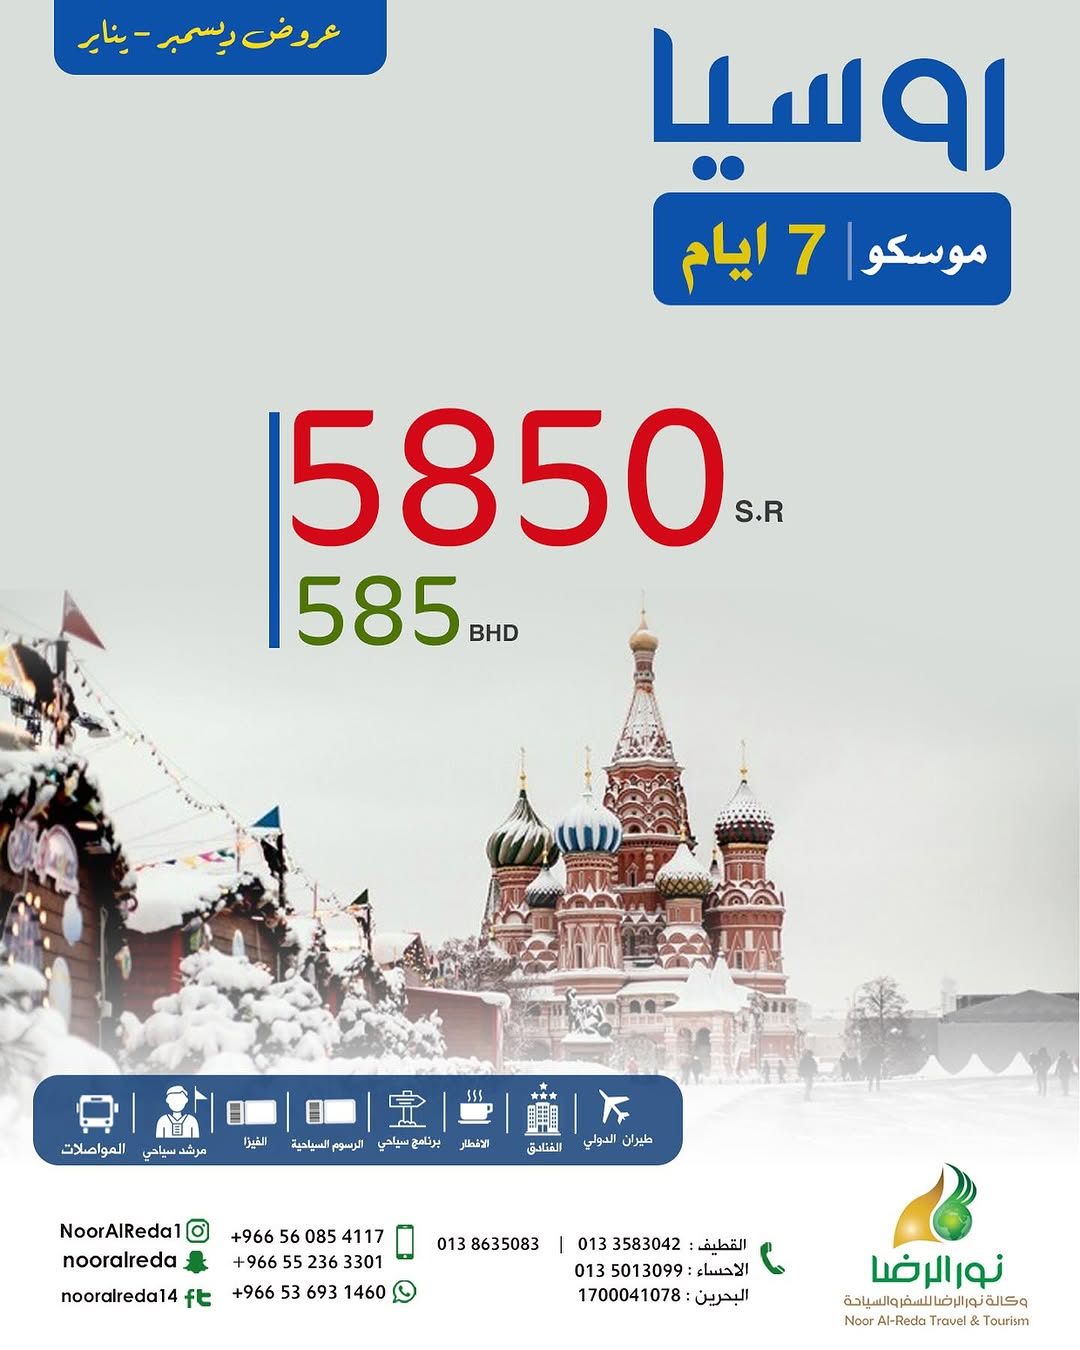 عروض ديسمبر - يناير
روسيا
موسكو | 7 ايام
5850 S.R
585 BHD
طيران الدولي
الفنادق
الافطار
برنامج سياحي
الرسوم السياحية
الفيزا
مرشد سياحي
المواصلات
NoorAlReda1
nooralreda
nooralreda14
+966 56 085 4117
+966 55 236 3301
+966 53 693 1460
القطيف : 013 3583042 | 013 8635083
الاحساء : 013 5013099
البحرين : 1700041078
نور الرضا
وكالة نور الرضا للسفر والسياحة
Noor Al-Reda Travel & Tourism